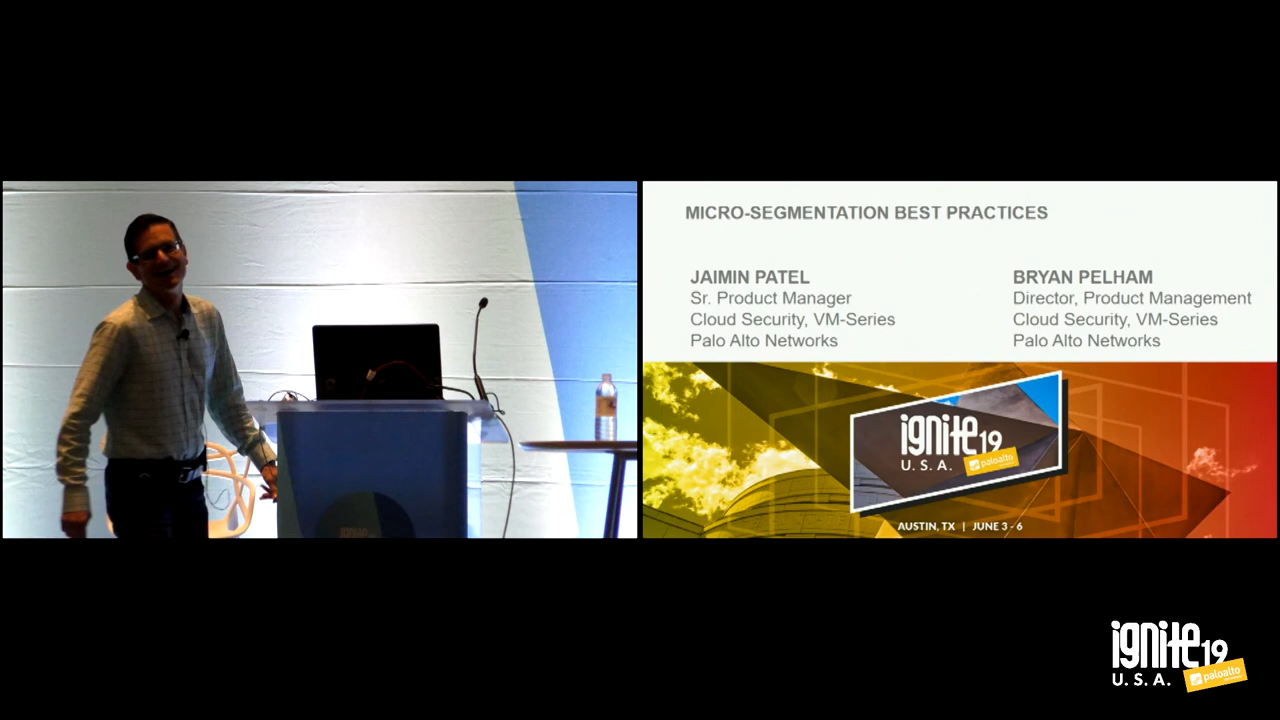 MICRO-SEGMENTATION BEST PRACTICES
JAIMIN PATEL
Sr. Product Manager
Cloud Security, VM-Series
Palo Alto Networks
BRYAN PELHAM
Director, Product Management
Cloud Security, VM-Series
Palo Alto Networks
ignite19
U.S.A.
paloalto
AUSTIN, TX | JUNE 3 - 6
ignite19
U.S.A.
paloalto